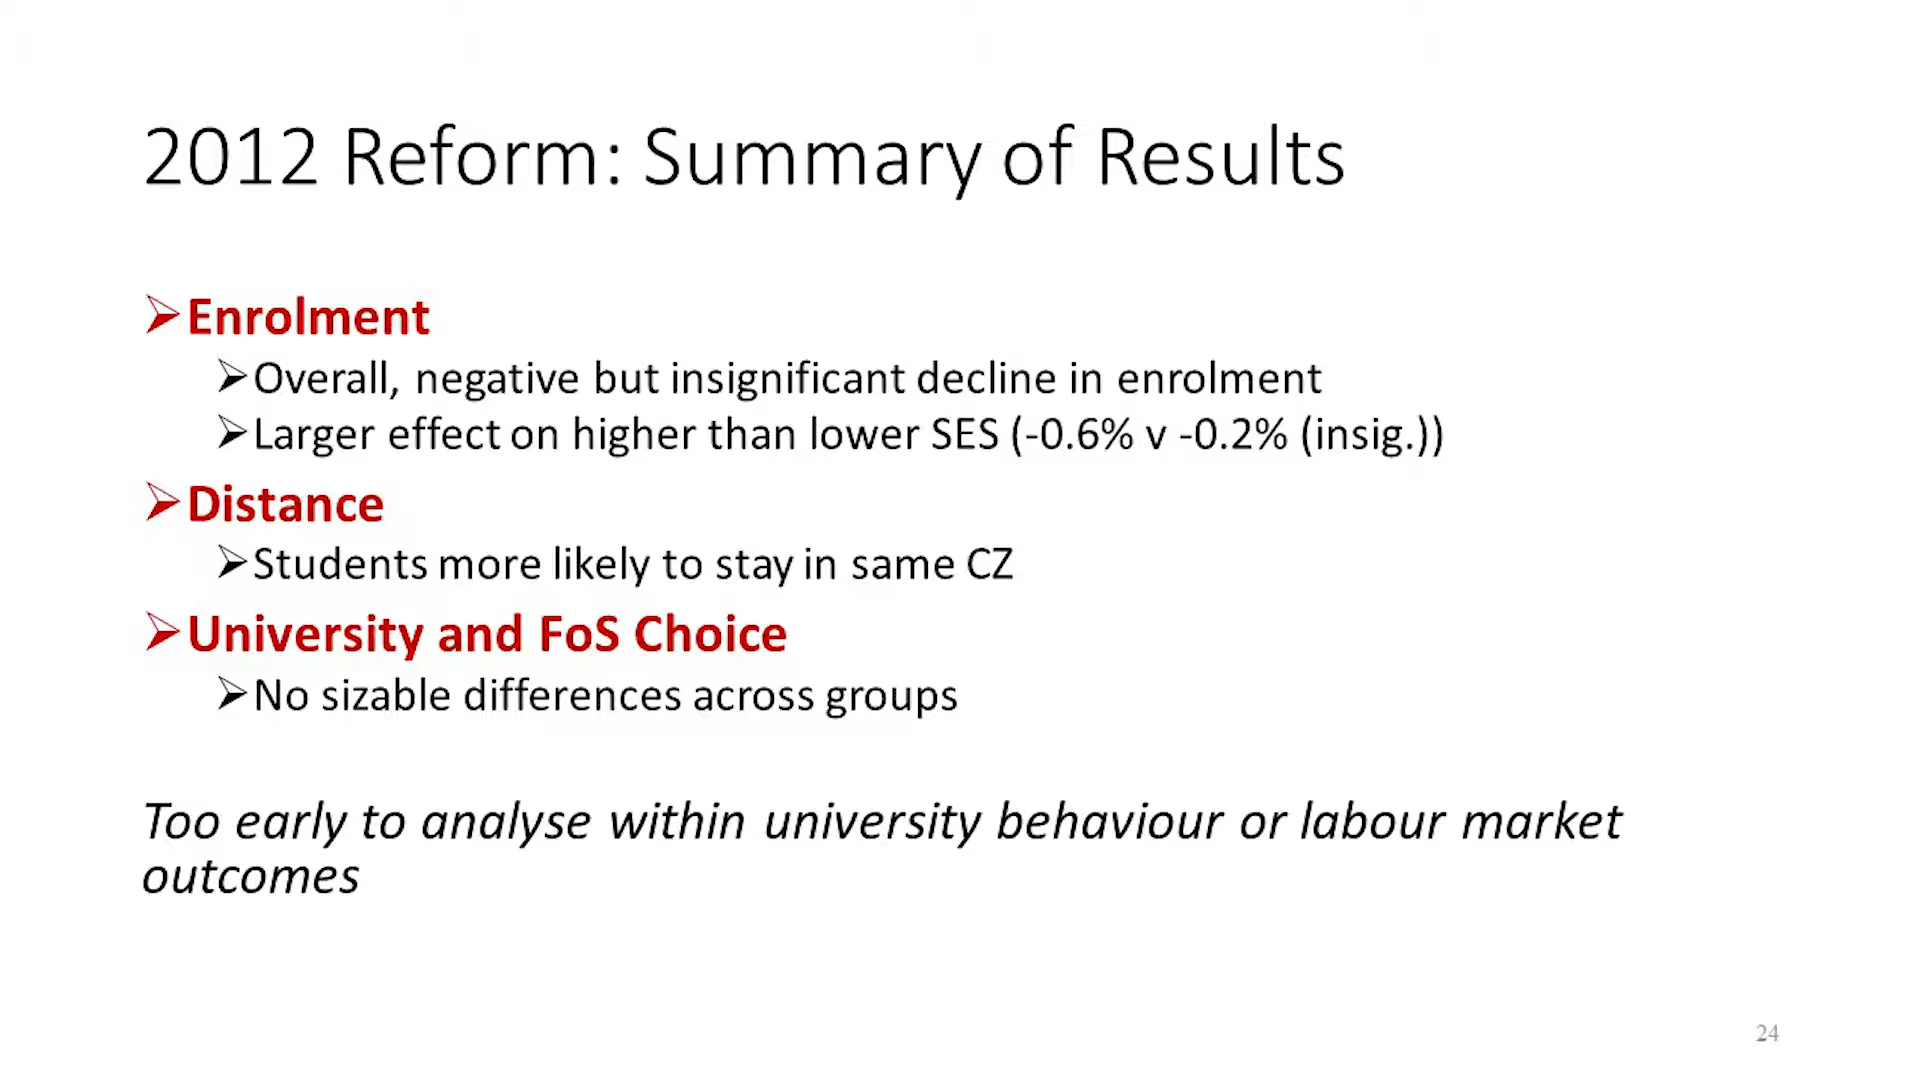 2012 Reform: Summary of Results
➢Enrolment
➢Overall, negative but insignificant decline in enrolment
➢Larger effect on higher than lower SES (-0.6% v -0.2% (insig.))
➢Distance
➢Students more likely to stay in same CZ
➢University and FoS Choice
➢No sizable differences across groups
Too early to analyse within university behaviour or labour market
outcomes
24